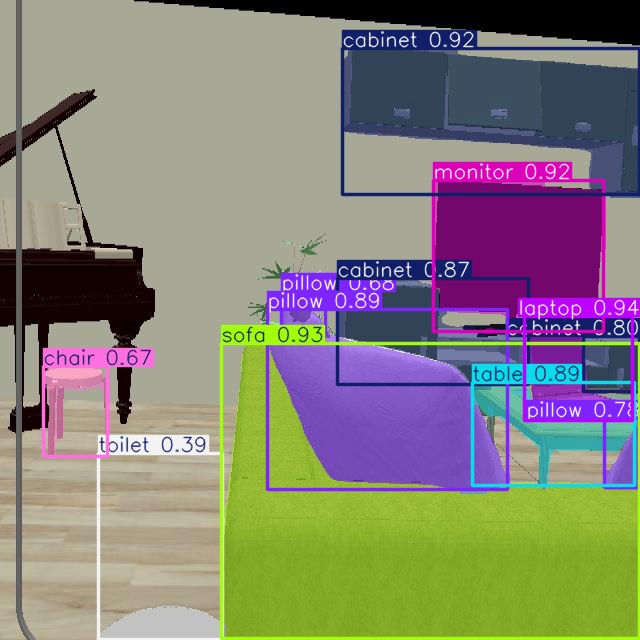 cabinet 0.92
monitor 0.92
cabinet 0.87
pillow 0.68
pillow 0.89
laptop 0.94
cabinet 0.80
sofa 0.93
chair 0.67
table 0.89
pillow 0.78
toilet 0.39